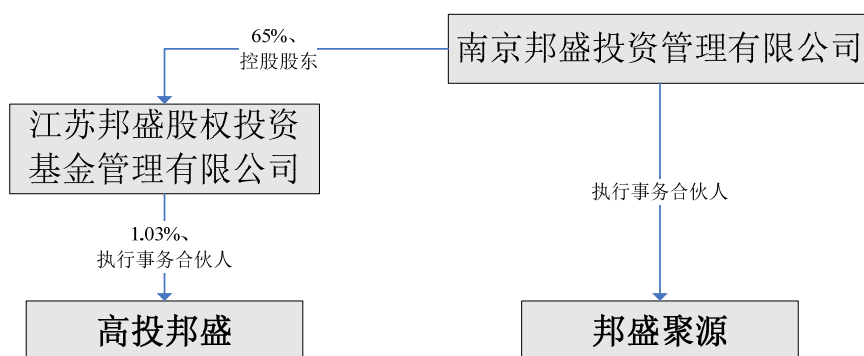 65%、
控股股东
南京邦盛投资管理有限公司
江苏邦盛股权投资
基金管理有限公司
执行事务合伙人
1.03%、
执行事务合伙人
高投邦盛
邦盛聚源